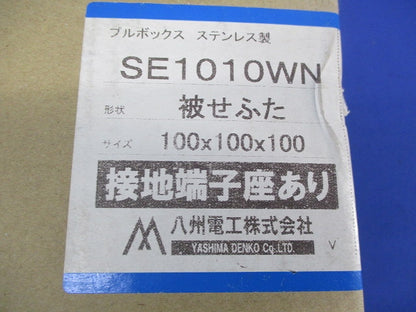 プルボックス ステンレス製
SE1010WN
形状 被せふた
サイズ 100x100x100
接地端子座あり
八州電工株式会社
YASHIMA DENKO Co.,LTD.
V